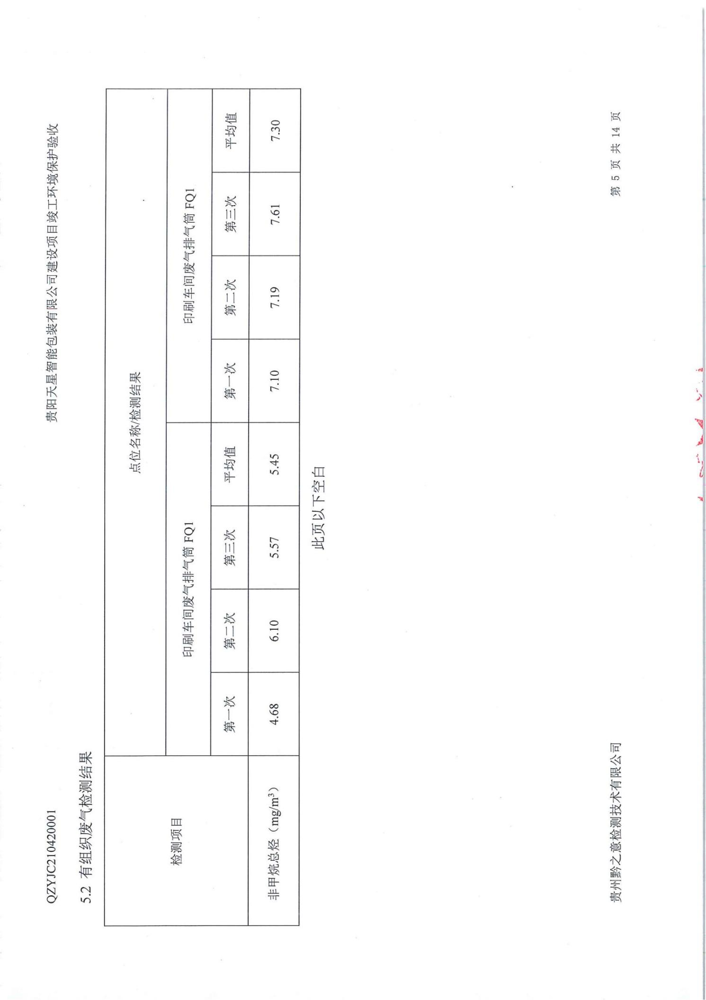 QZYJC210420001
贵阳天星智能包装有限公司建设项目竣工环境保护验收
5.2 有组织废气检测结果
检测项目
点位名称/检测结果
印刷车间废气排气筒 FQ1
印刷车间废气排气筒 FQ1
第一次
第二次
第三次
平均值
第一次
第二次
第三次
平均值
非甲烷总烃（mg/m³）
4.68
6.10
5.57
5.45
7.10
7.19
7.61
7.30
此页以下空白
贵州黔之意检测技术有限公司
第 5 页 共 14 页